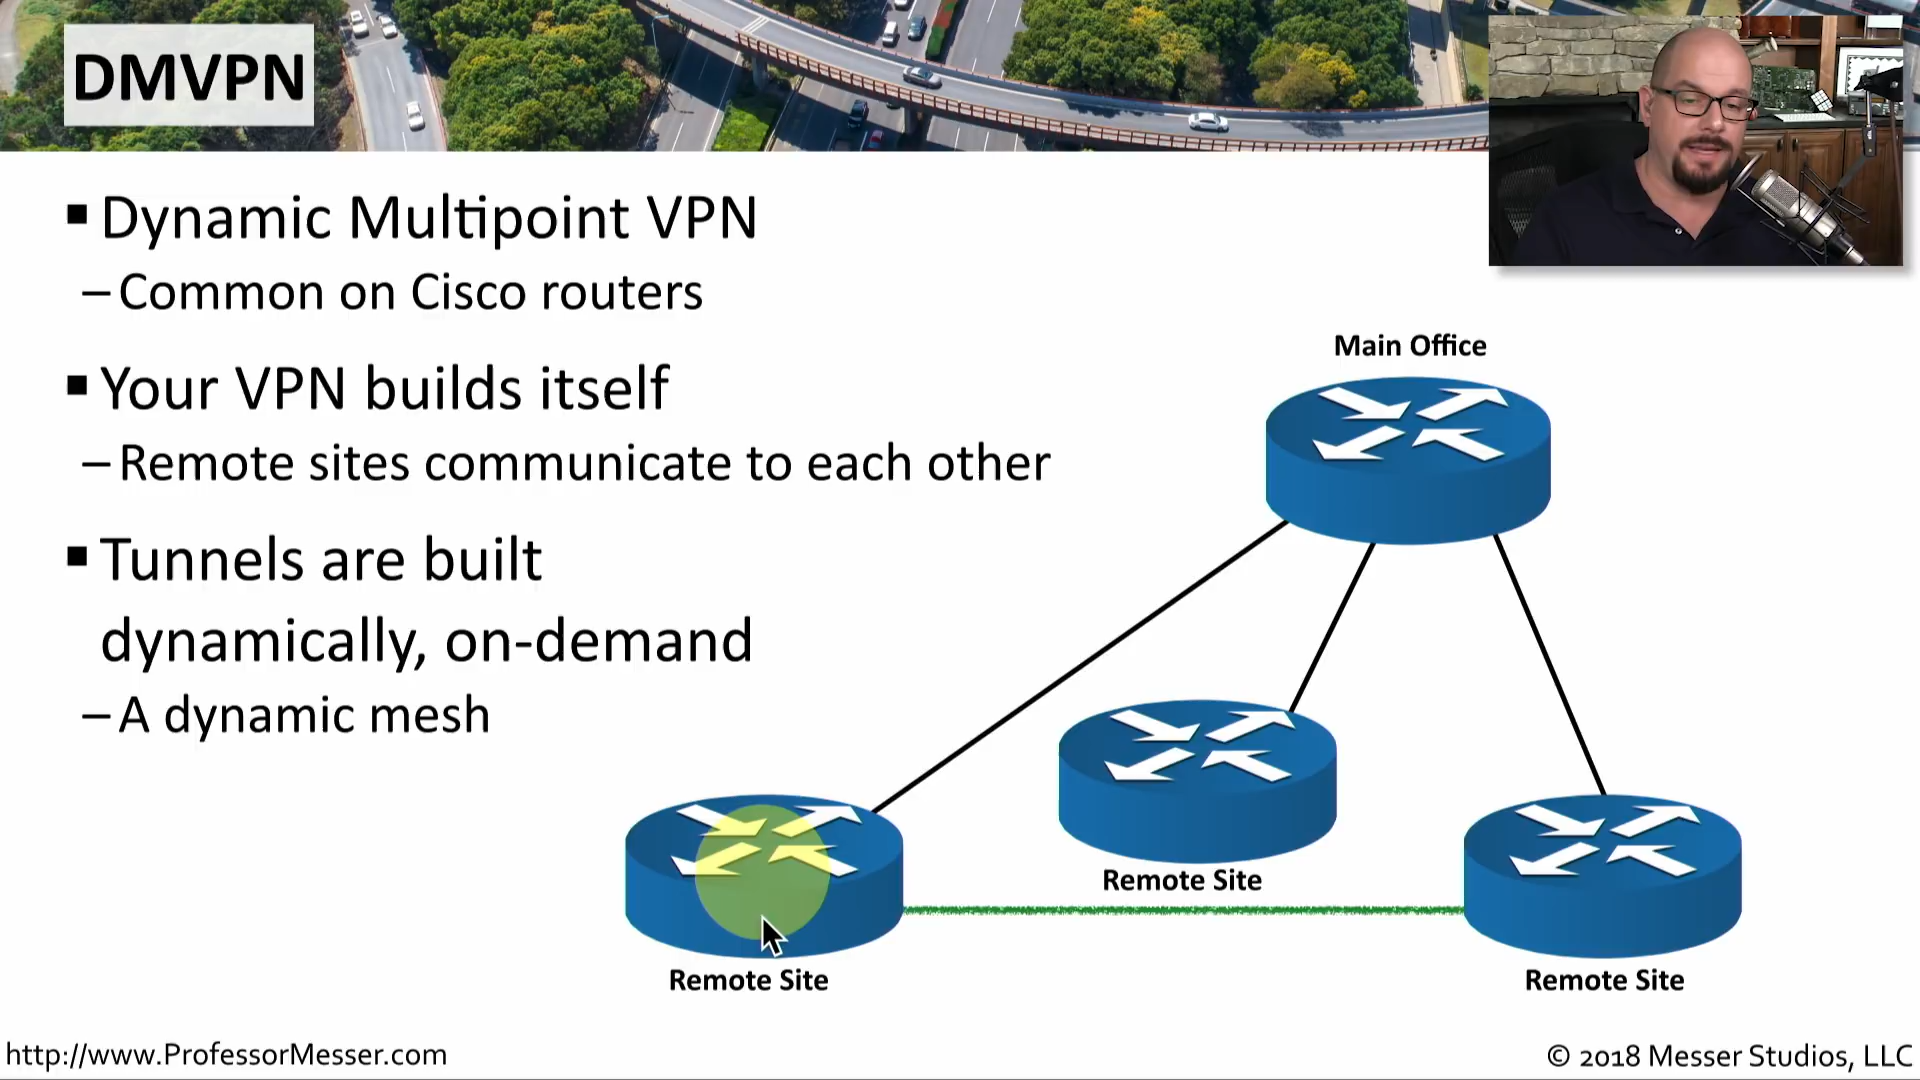 DMVPN
▪ Dynamic Multipoint VPN
– Common on Cisco routers
▪ Your VPN builds itself
– Remote sites communicate to each other
▪ Tunnels are built
dynamically, on-demand
– A dynamic mesh
Main Office
Remote Site
Remote Site
Remote Site
http://www.ProfessorMesser.com
© 2018 Messer Studios, LLC